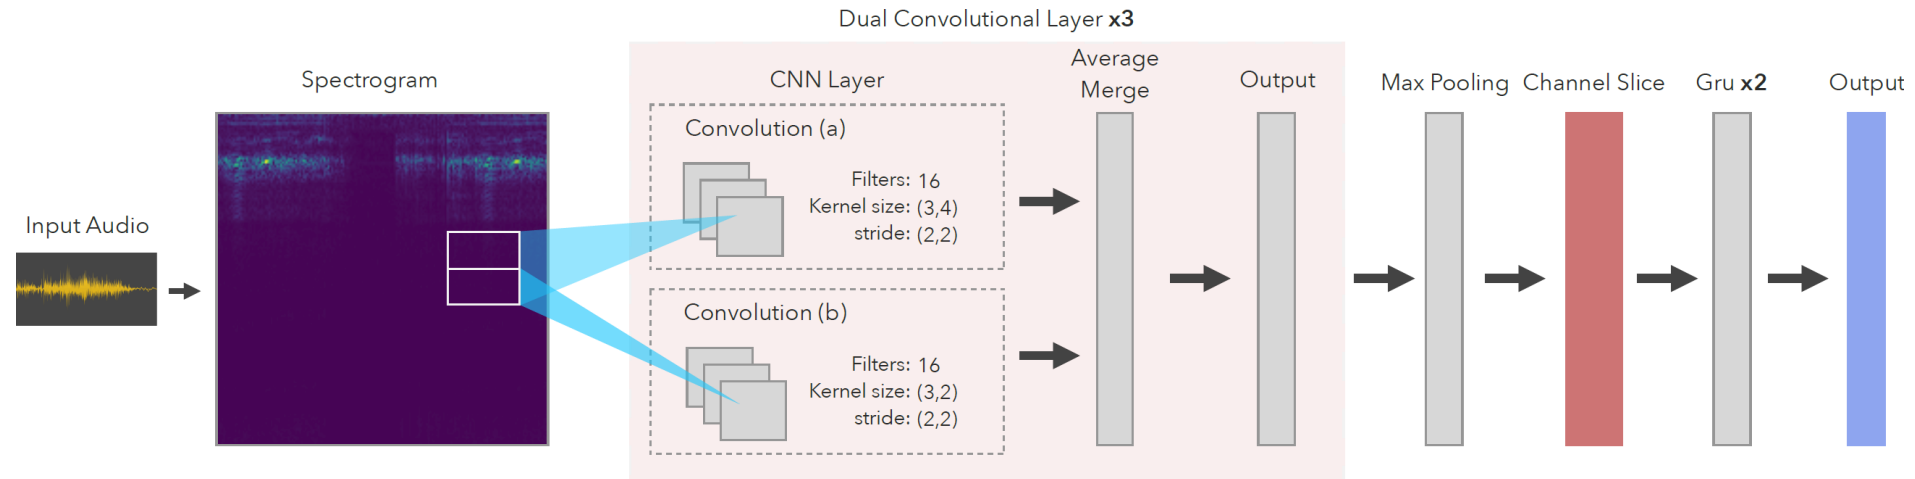 Dual Convolutional Layer x3
Input Audio
Spectrogram
CNN Layer
Convolution (a)
Filters: 16
Kernel size: (3,4)
stride: (2,2)
Convolution (b)
Filters: 16
Kernel size: (3,2)
stride: (2,2)
Average
Merge
Output
Max Pooling
Channel Slice
Gru x2
Output